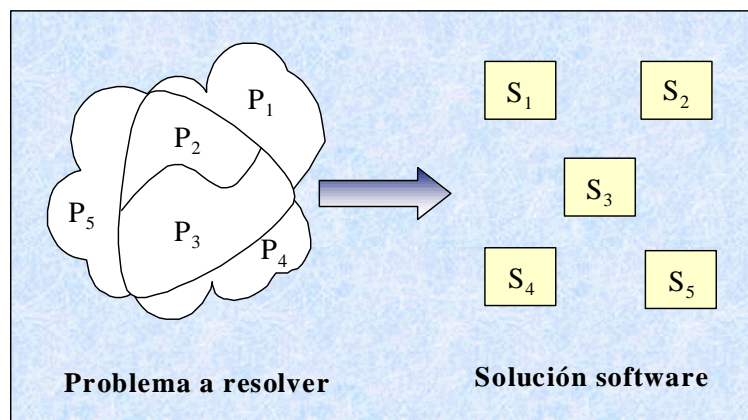 P₁
P₂
P₅
P₃
P₄
S₁ S₂
S₃
S₄ S₅
Problema a resolver
Solución software